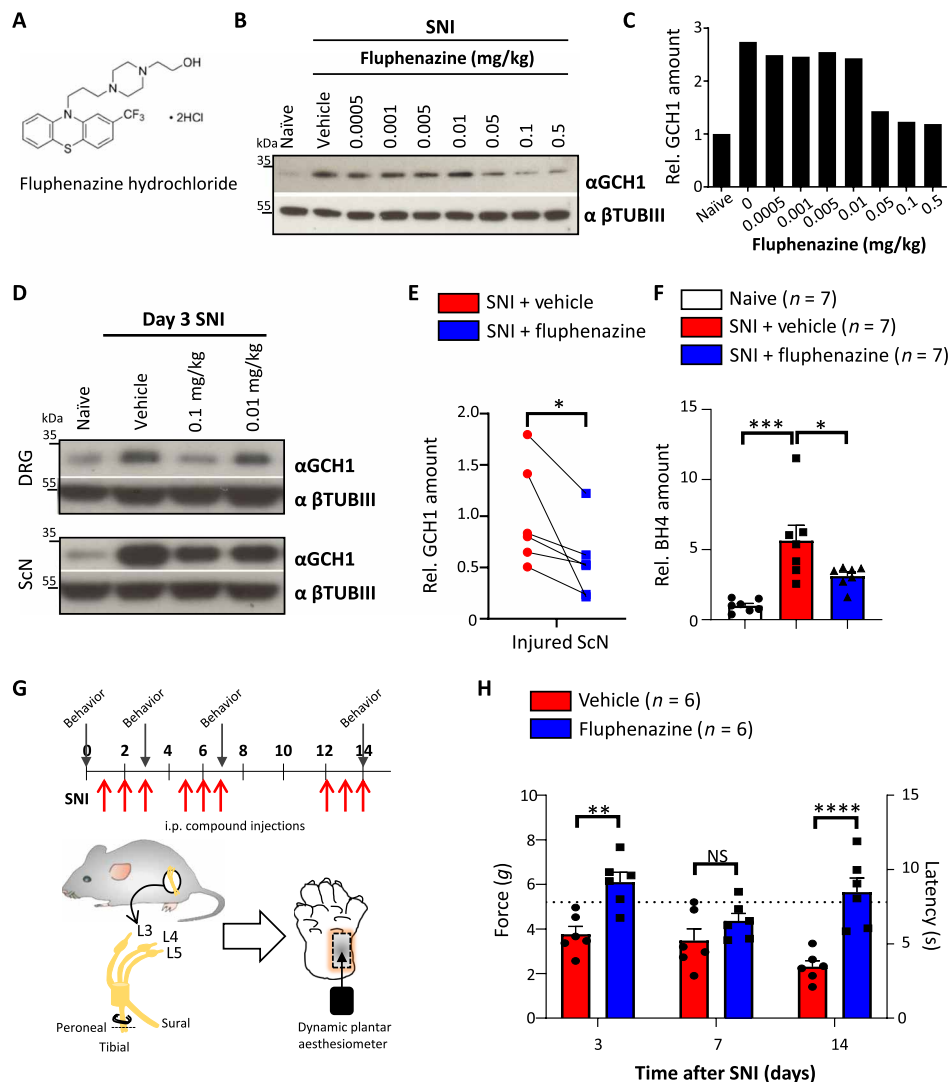 A
N
N
OH
N
CF3
S
• 2HCl
Fluphenazine hydrochloride
B
SNI
Fluphenazine (mg/kg)
Naïve
Vehicle
0.0005
0.001
0.005
0.01
0.05
0.1
0.5
kDa
35
αGCH1
55
α βTUBIII
C
Rel. GCH1 amount
3
2
1
0
Naïve
0
0.0005
0.001
0.005
0.01
0.05
0.1
0.5
Fluphenazine (mg/kg)
D
Day 3 SNI
Naïve
Vehicle
0.1 mg/kg
0.01 mg/kg
kDa
DRG
35
αGCH1
55
α βTUBIII
ScN
35
αGCH1
55
α βTUBIII
E
SNI + vehicle
SNI + fluphenazine
*
Rel. GCH1 amount
2.0
1.5
1.0
0.5
0
Injured ScN
F
Naive (n = 7)
SNI + vehicle (n = 7)
SNI + fluphenazine (n = 7)
*** *
Rel. BH4 amount
15
10
5
0
G
Behavior Behavior Behavior Behavior
0 2 4 6 8 10 12 14
SNI
i.p. compound injections
L3
L4
L5
Peroneal
Sural
Tibial
Dynamic plantar
aesthesiometer
H
Vehicle (n = 6)
Fluphenazine (n = 6)
** NS ****
Force (g)
10
8
6
4
2
0
Latency (s)
15
10
5
0
3 7 14
Time after SNI (days)